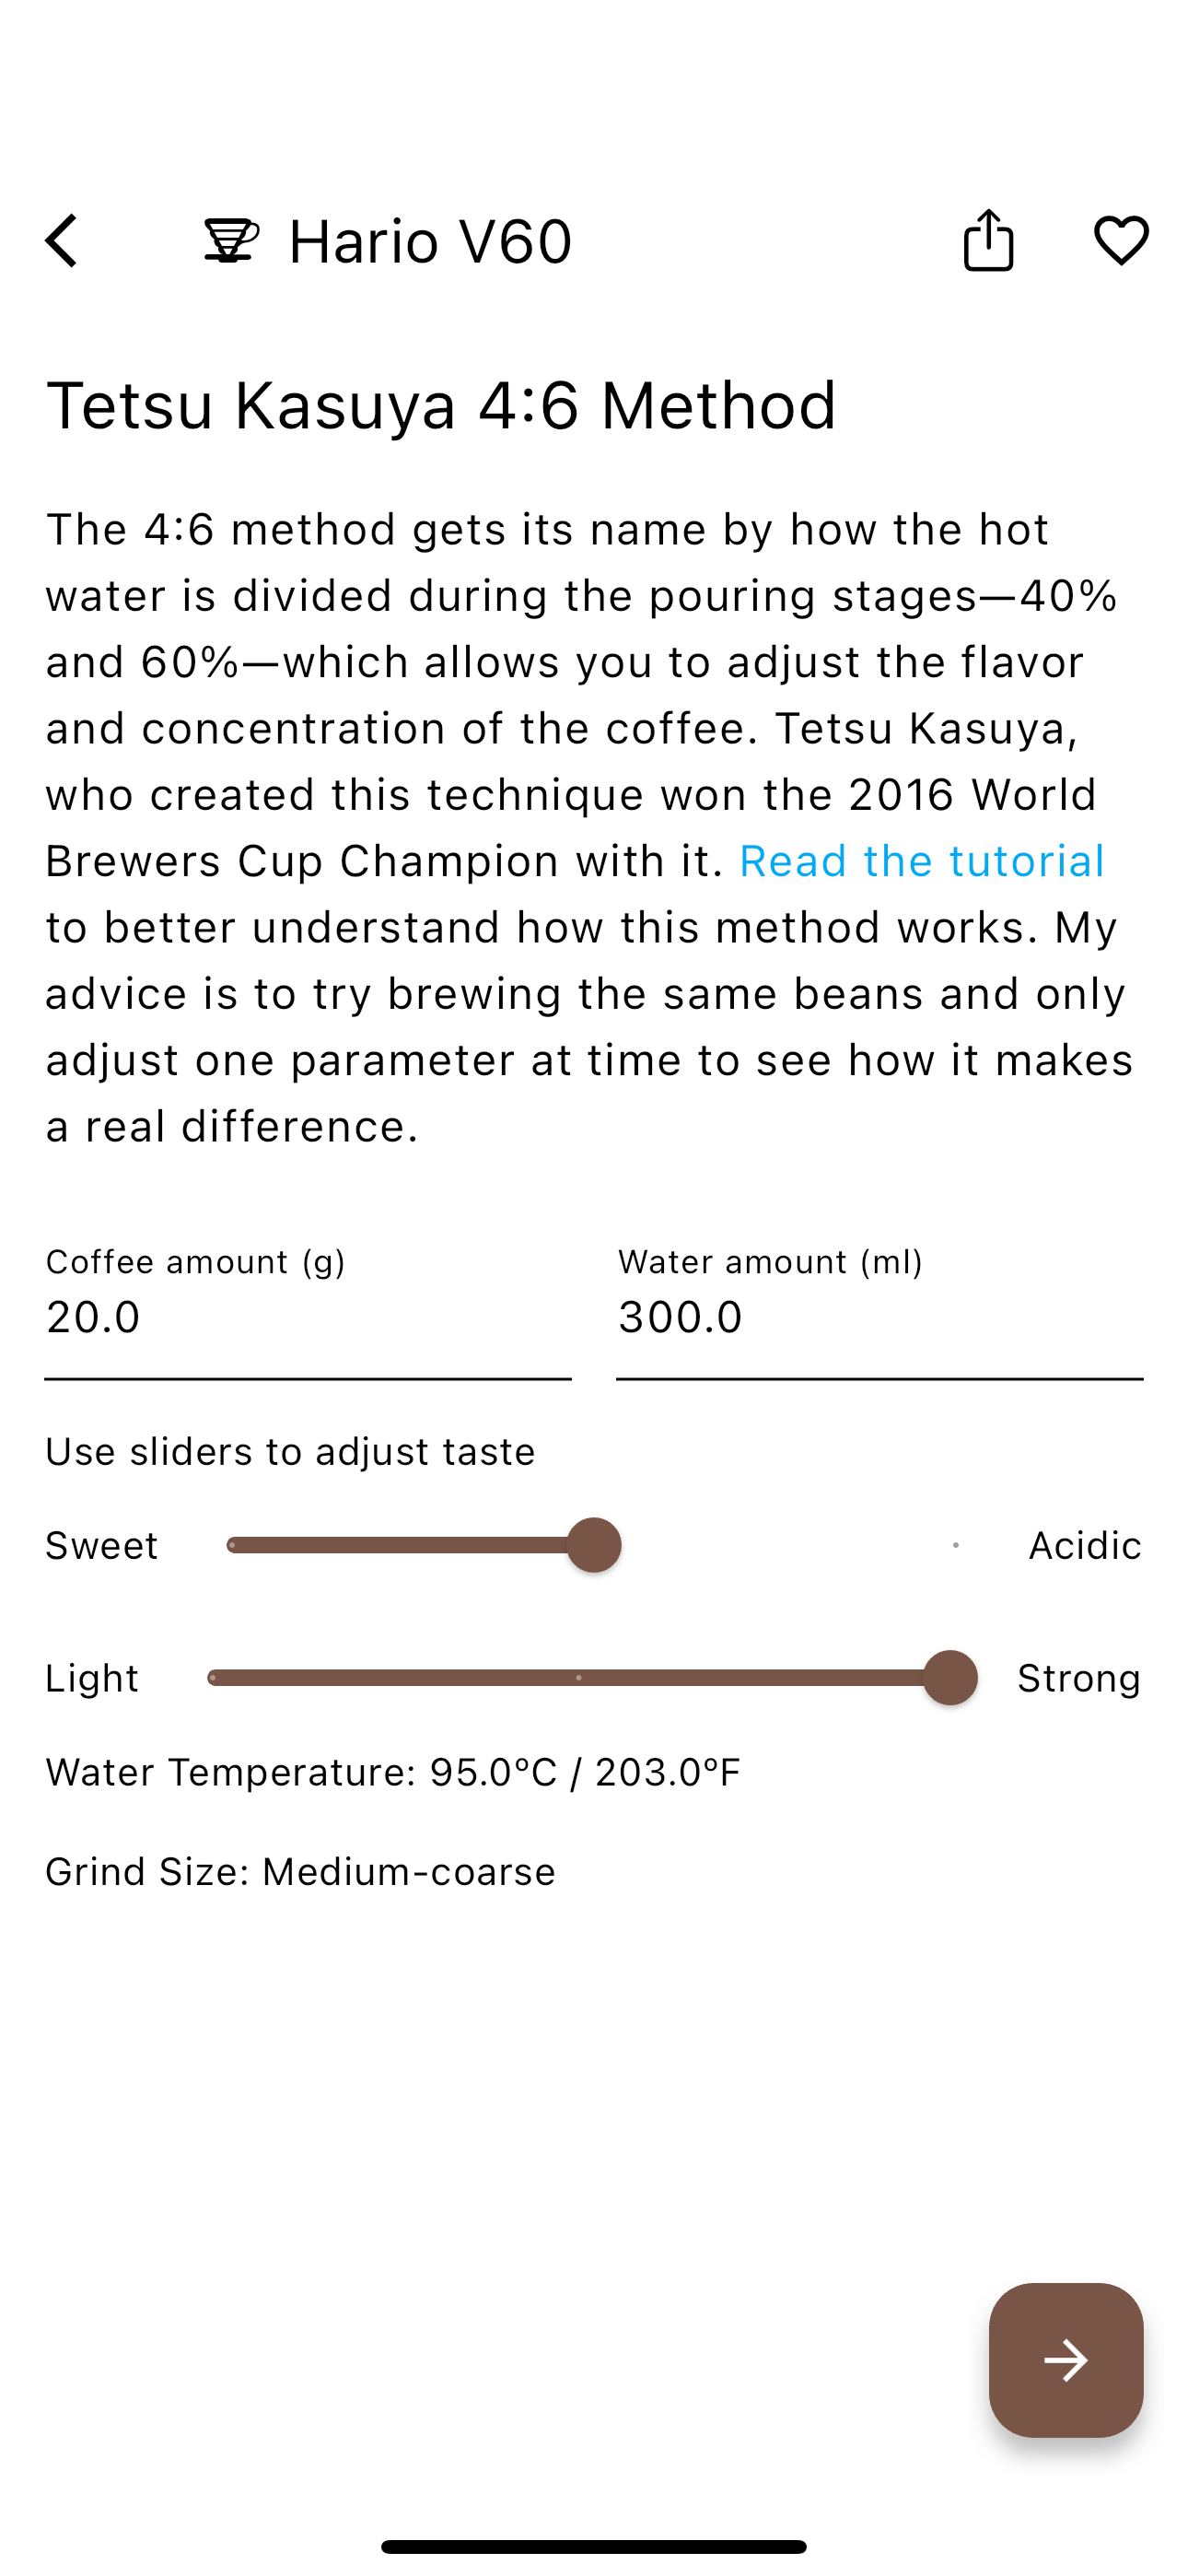 Hario V60
Tetsu Kasuya 4:6 Method
The 4:6 method gets its name by how the hot
water is divided during the pouring stages—40%
and 60%—which allows you to adjust the flavor
and concentration of the coffee. Tetsu Kasuya,
who created this technique won the 2016 World
Brewers Cup Champion with it. Read the tutorial
to better understand how this method works. My
advice is to try brewing the same beans and only
adjust one parameter at time to see how it makes
a real difference.
Coffee amount (g)
20.0
Water amount (ml)
300.0
Use sliders to adjust taste
Sweet Acidic
Light Strong
Water Temperature: 95.0ºC / 203.0ºF
Grind Size: Medium-coarse